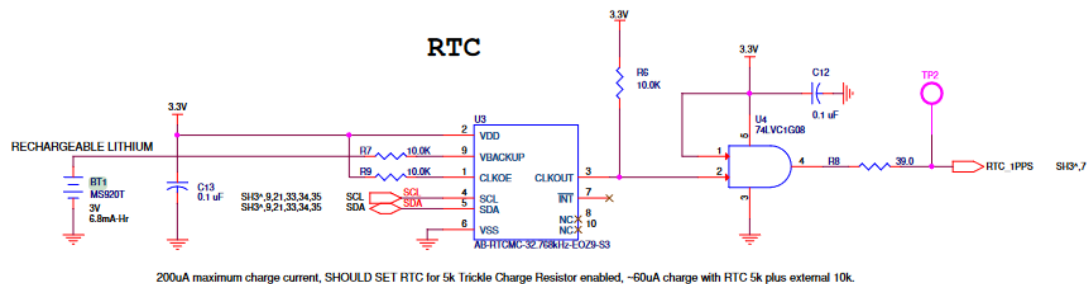 RTC
3.3V
3.3V
R6
10.0K
C12
0.1 uF
TP2
3.3V
U3
U4
74LVC1G08
RECHARGEABLE LITHIUM
2 VDD
R7 10.0K 9 VBACKUP
R9 10.0K 1 CLKOE
CLKOUT 3
5
1
2
4 R8 39.0 RTC_1PPS SH3^,7
3
BT1
MS920T
3V
6.8mA-Hr
C13
0.1 uF
SH3^,9,21,33,34,35 SCL SCL 4 SCL
INT 7
SH3^,9,21,33,34,35 SDA SDA 5 SDA
NC 8
6 VSS
NC 10
AB-RTCMC-32.768kHz-EOZ9-S3
200uA maximum charge current, SHOULD SET RTC for 5k Trickle Charge Resistor enabled, ~60uA charge with RTC 5k plus external 10k.